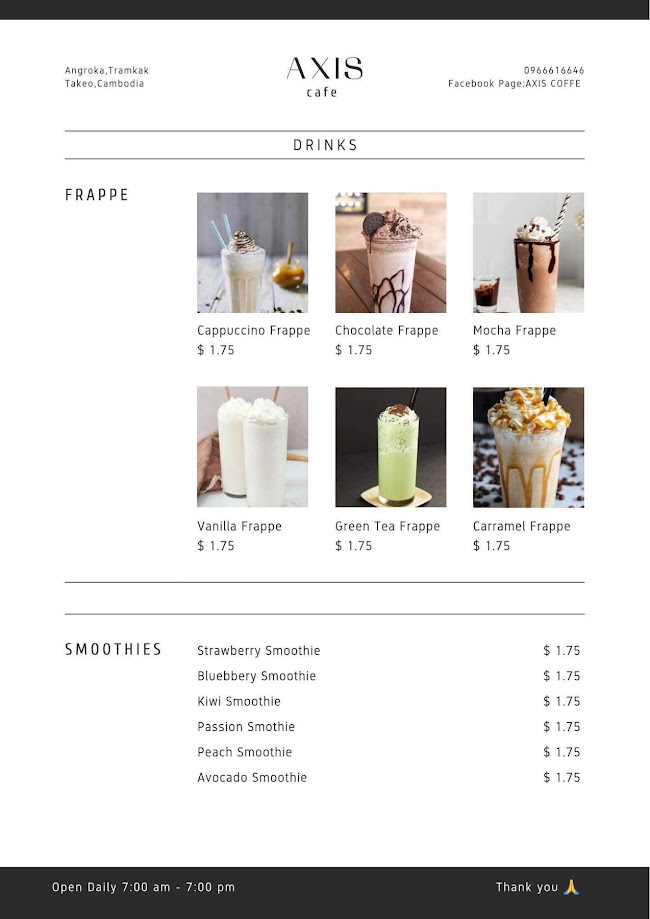 Angroka,Tramkak
Takeo,Cambodia
AXIS
cafe
0966616646
Facebook Page:AXIS COFFE
DRINKS
FRAPPE
Cappuccino Frappe
$ 1.75
Chocolate Frappe
$ 1.75
Mocha Frappe
$ 1.75
Vanilla Frappe
$ 1.75
Green Tea Frappe
$ 1.75
Carramel Frappe
$ 1.75
SMOOTHIES
Strawberry Smoothie $ 1.75
Bluebbery Smoothie $ 1.75
Kiwi Smoothie $ 1.75
Passion Smothie $ 1.75
Peach Smoothie $ 1.75
Avocado Smoothie $ 1.75
Open Daily 7:00 am - 7:00 pm
Thank you 🙏